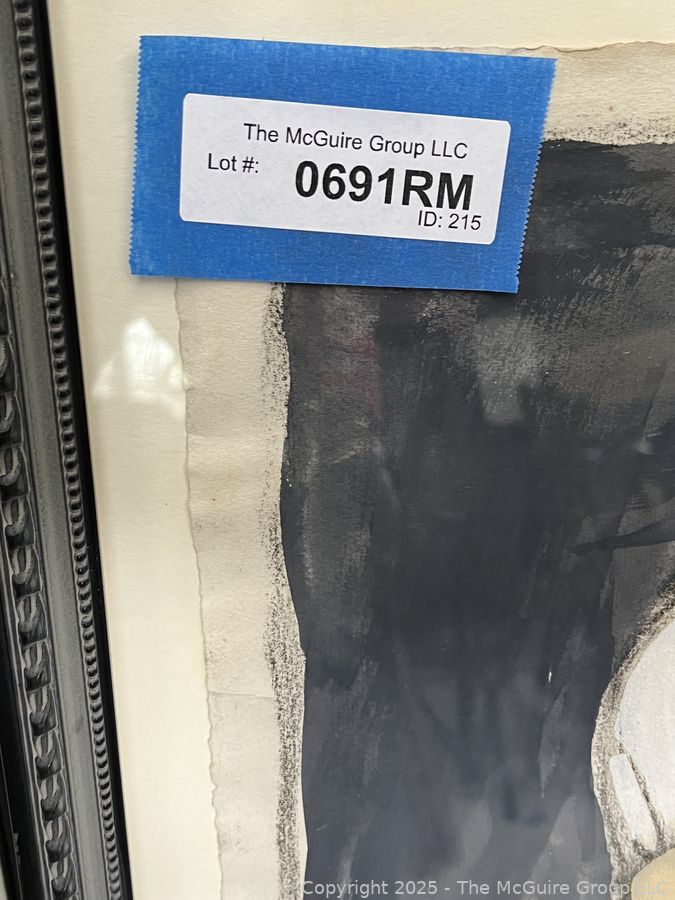 The McGuire Group LLC
Lot #: 0691RM
ID: 215
Copyright 2025 - The McGuire Group LLC